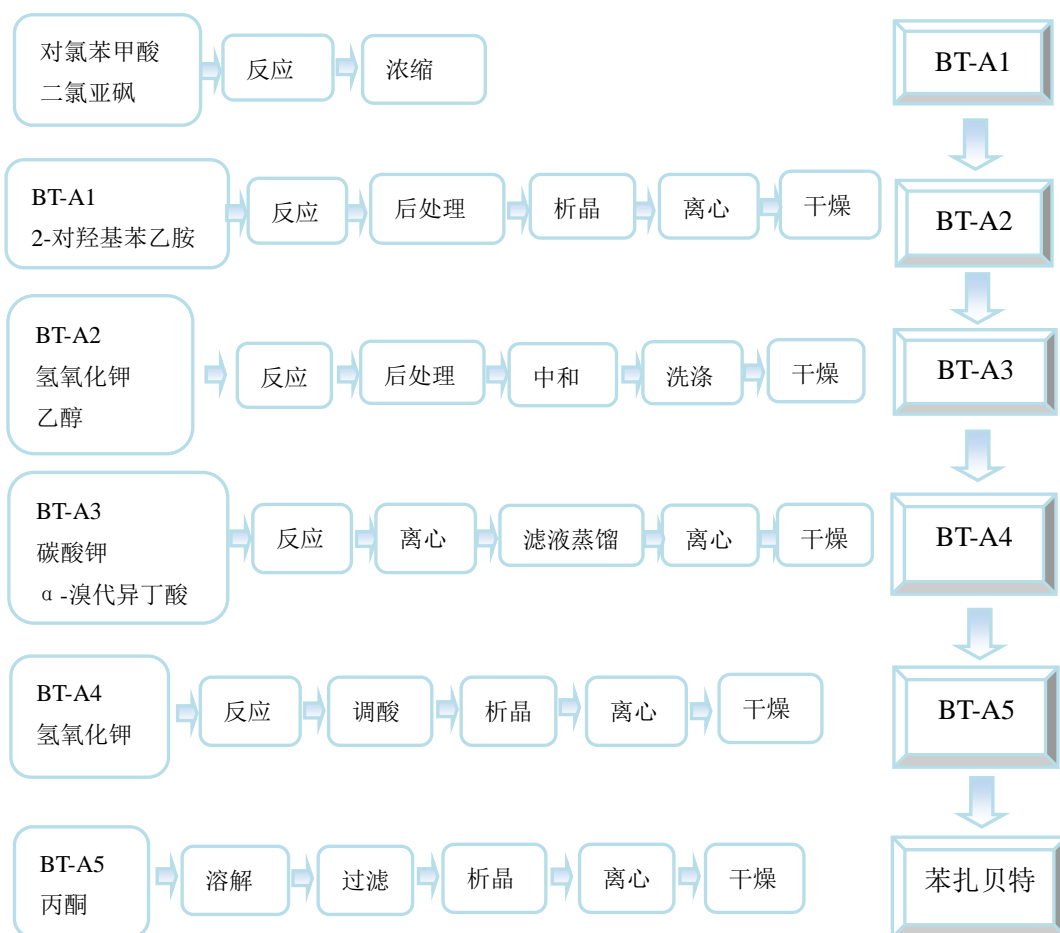 对氯苯甲酸
二氯亚砜
反应
浓缩
BT-A1
BT-A1
2-对羟基苯乙胺
反应
后处理
析晶
离心
干燥
BT-A2
BT-A2
氢氧化钾
乙醇
反应
后处理
中和
洗涤
干燥
BT-A3
BT-A3
碳酸钾
α-溴代异丁酸
反应
离心
滤液蒸馏
离心
干燥
BT-A4
BT-A4
氢氧化钾
反应
调酸
析晶
离心
干燥
BT-A5
BT-A5
丙酮
溶解
过滤
析晶
离心
干燥
苯扎贝特